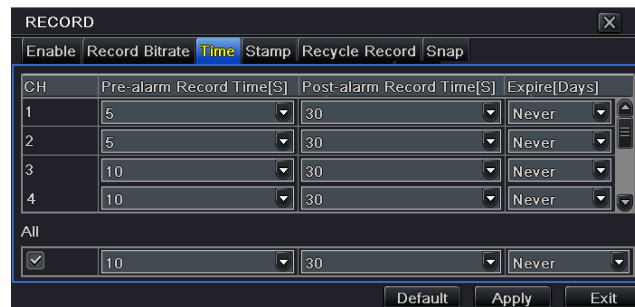 RECORD
Enable Record Bitrate Time Stamp Recycle Record Snap
CH Pre-alarm Record Time[S] Post-alarm Record Time[S] Expire[Days]
1 5 30 Never
2 5 30 Never
3 10 30 Never
4 10 30 Never
All
10 30 Never
Default Apply Exit